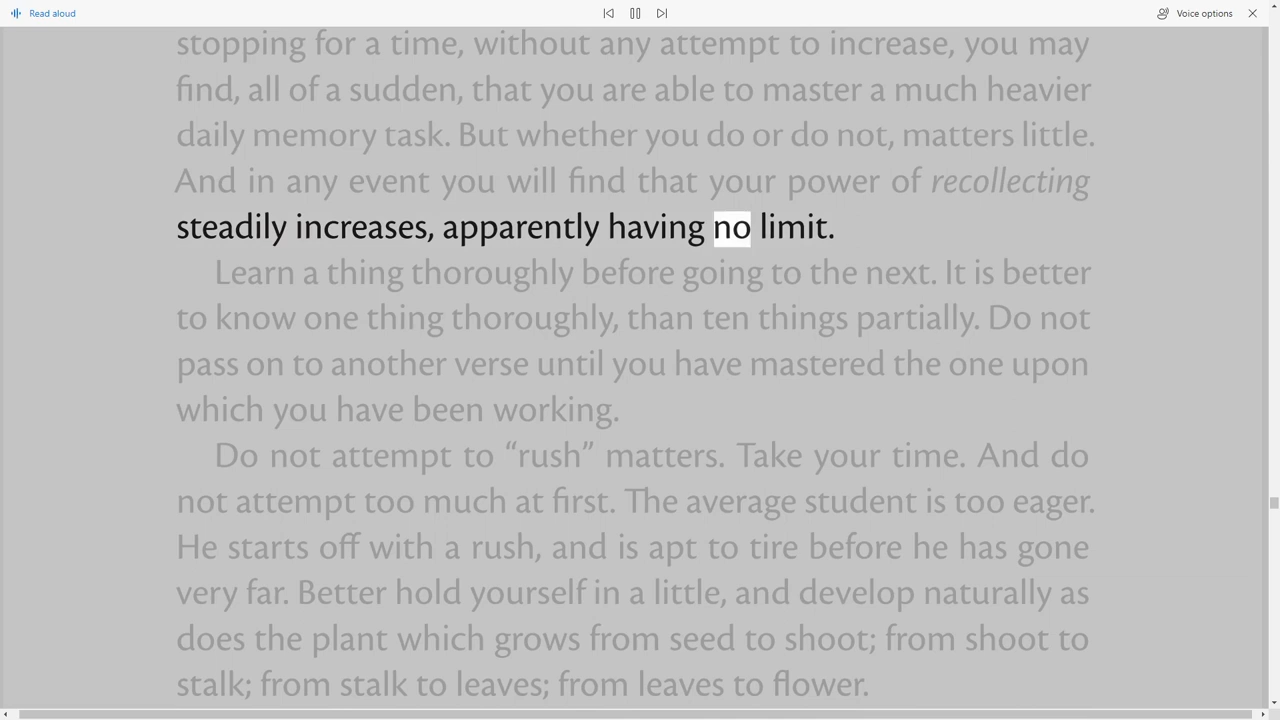 Read aloud
Voice options
stopping for a time, without any attempt to increase, you may
find, all of a sudden, that you are able to master a much heavier
daily memory task. But whether you do or do not, matters little.
And in any event you will find that your power of recollecting
steadily increases, apparently having no limit.
Learn a thing thoroughly before going to the next. It is better
to know one thing thoroughly, than ten things partially. Do not
pass on to another verse until you have mastered the one upon
which you have been working.
Do not attempt to “rush” matters. Take your time. And do
not attempt too much at first. The average student is too eager.
He starts off with a rush, and is apt to tire before he has gone
very far. Better hold yourself in a little, and develop naturally as
does the plant which grows from seed to shoot; from shoot to
stalk; from stalk to leaves; from leaves to flower.